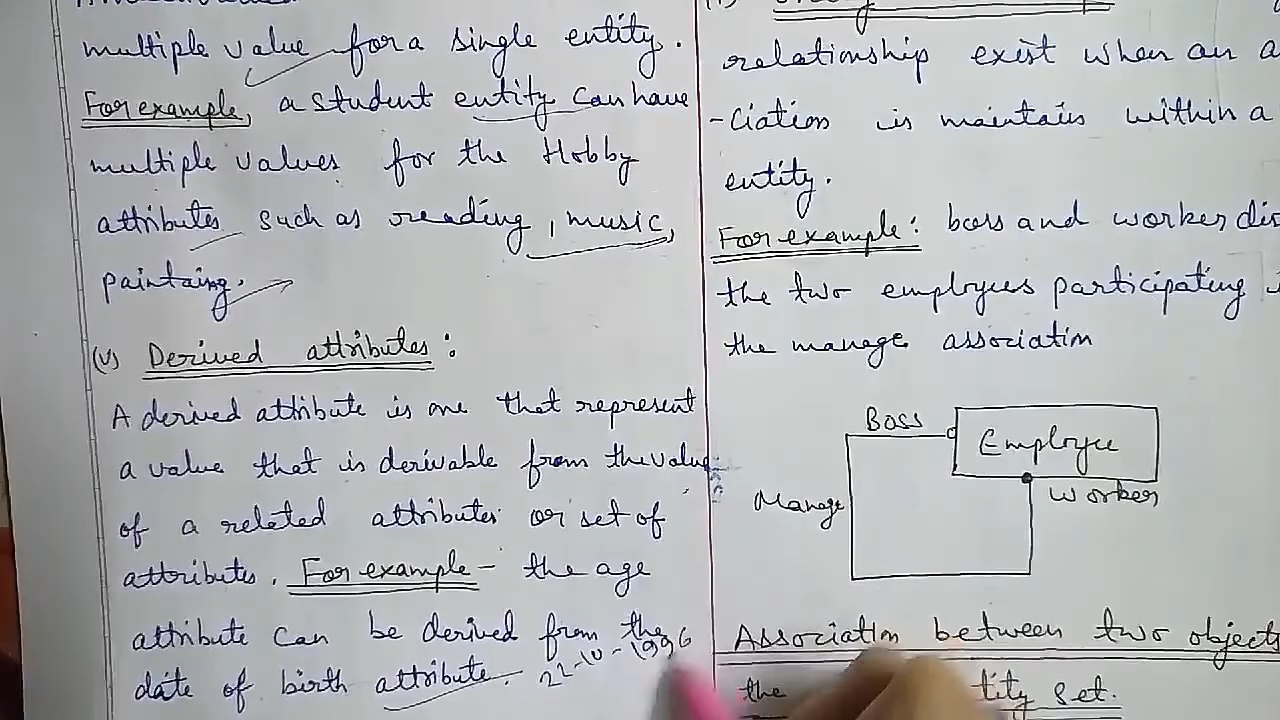 multiple value for a single entity.
For example, a student entity can have
multiple values for the Hobby
attributes such as reading, music,
paintaing.
(v) Derived attributes:
A derived attribute is one that represent
a value that is derivable from the value
of a releted attributes or set of
attributes. For example - the age
attribute can be derived from the
date of birth attribute. 22-10-1996
relationship exist when an a
-ciation is maintais within a
entity.
For example: boss and worker dis
the two employees participating i
the manage association
Boss
Employee
Manage
Worker
Association between two objects
the tity set.